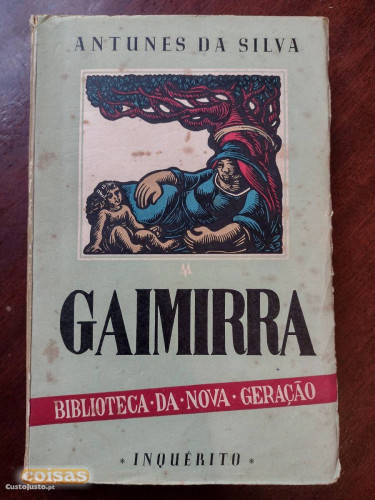 ANTUNES DA SILVA
GAIMIRRA
BIBLIOTECA · DA · NOVA · GERAÇÃO
* INQUÉRITO *
coisas
CustoJusto.pt